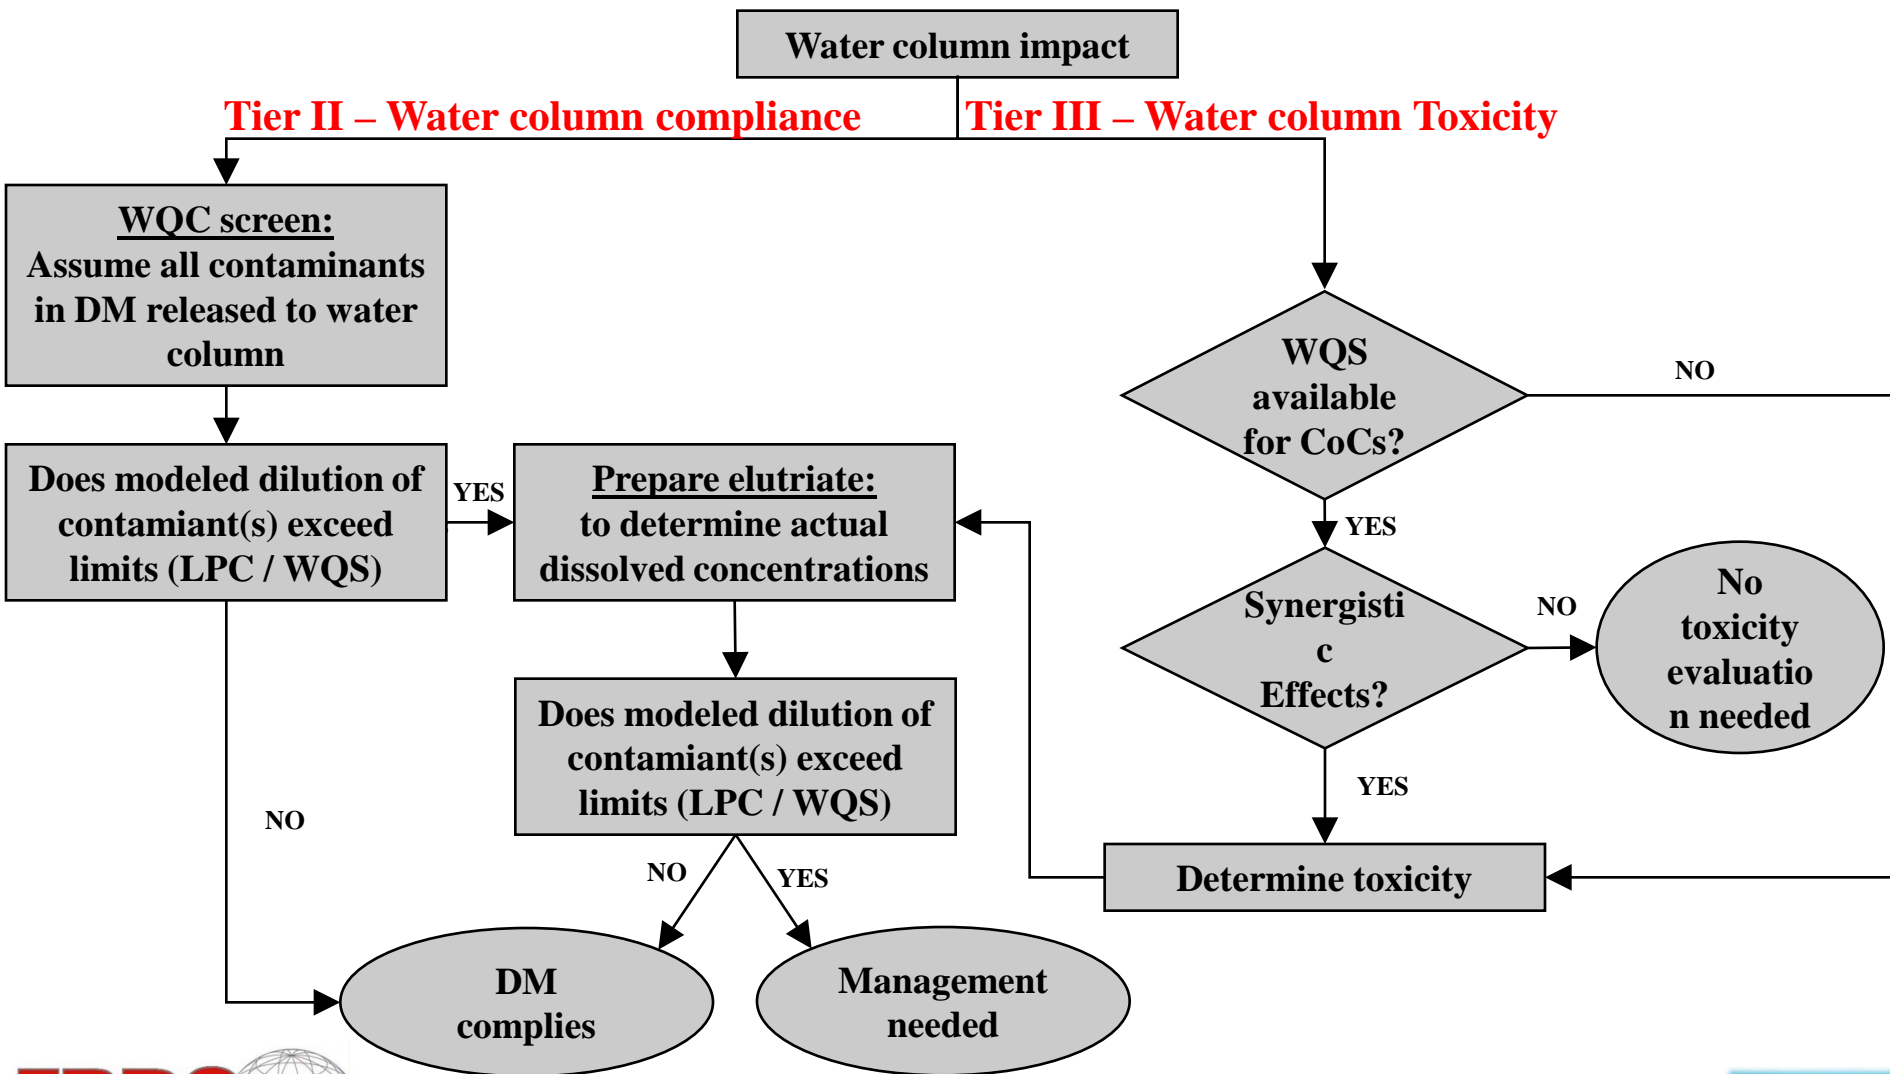 Water column impact
Tier II – Water column compliance
Tier III – Water column Toxicity
WQC screen:
Assume all contaminants
in DM released to water
column
WQS
available
for CoCs?
NO
Does modeled dilution of
contamiant(s) exceed
limits (LPC / WQS)
YES
Prepare elutriate:
to determine actual
dissolved concentrations
YES
Synergisti
c
Effects?
NO
No
toxicity
evaluatio
n needed
Does modeled dilution of
contamiant(s) exceed
limits (LPC / WQS)
YES
NO
NO
YES
Determine toxicity
DM
complies
Management
needed